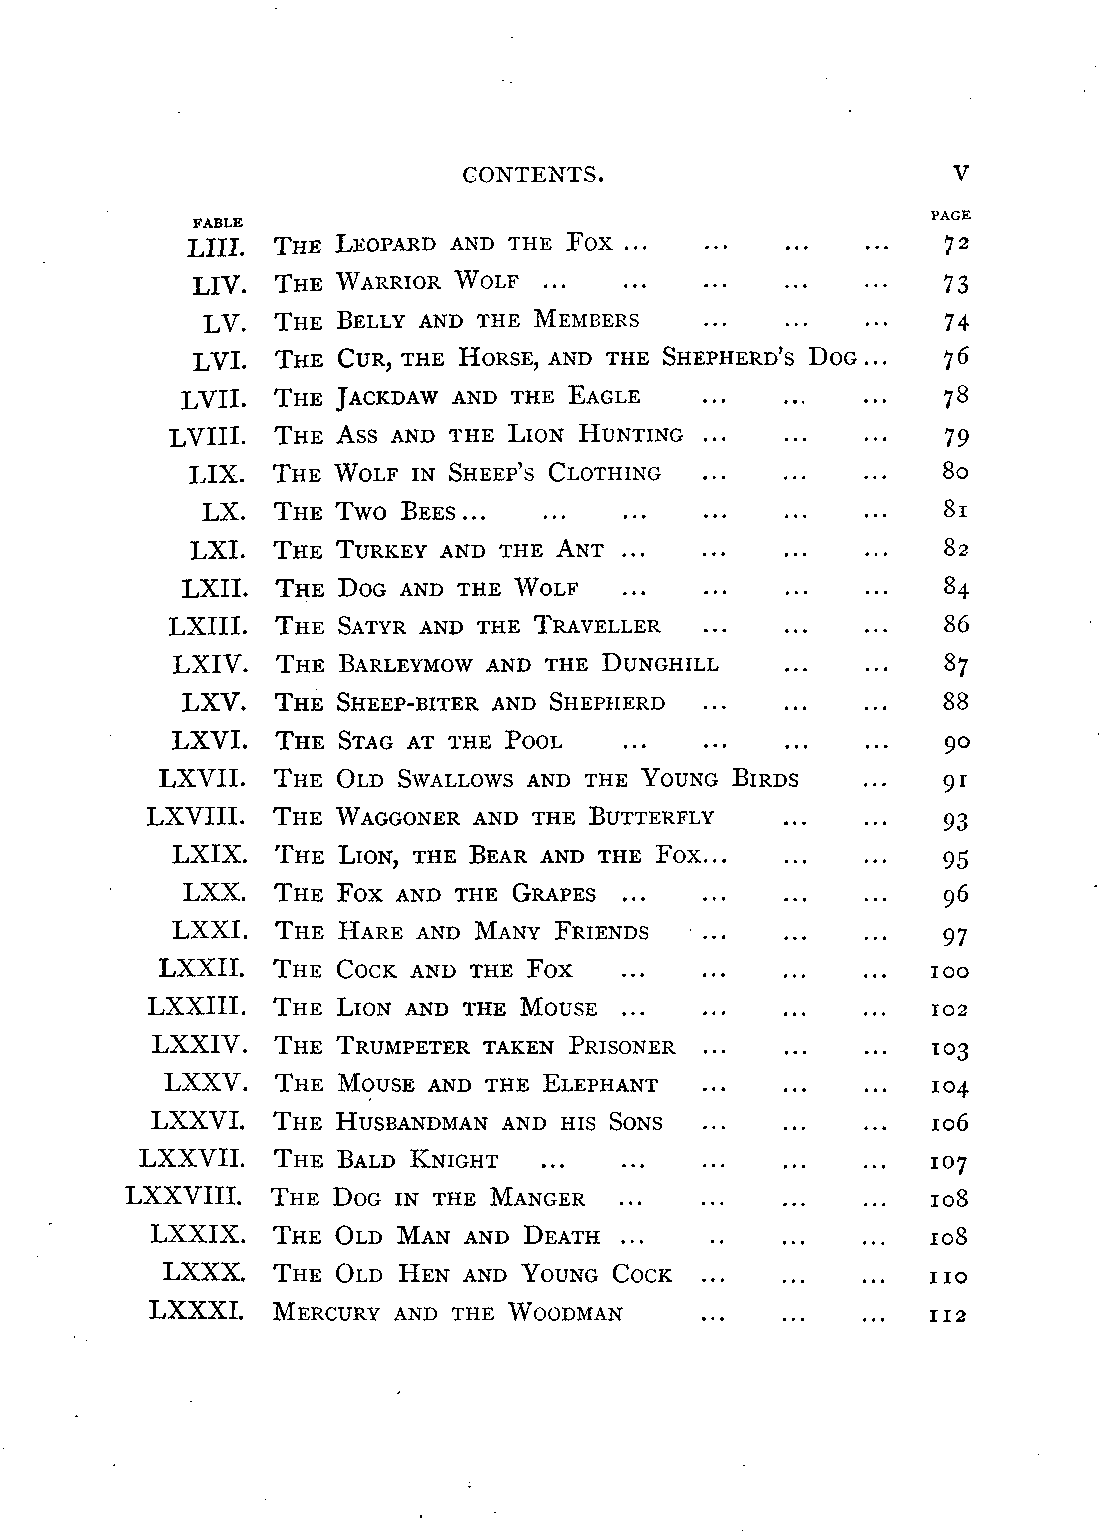 CONTENTS. V
FABLE PAGE
LIII. THE LEOPARD AND THE FOX ... ... ... ... 72
LIV. THE WARRIOR WOLF ... ... ... ... ... 73
LV. THE BELLY AND THE MEMBERS ... ... ... 74
LVI. THE CUR, THE HORSE, AND THE SHEPHERD'S DOG ... 76
LVII. THE JACKDAW AND THE EAGLE ... ... ... 78
LVIII. THE ASS AND THE LION HUNTING ... ... ... 79
LIX. THE WOLF IN SHEEP'S CLOTHING ... ... ... 80
LX. THE TWO BEES ... ... ... ... ... ... 81
LXI. THE TURKEY AND THE ANT ... ... ... ... 82
LXII. THE DOG AND THE WOLF ... ... ... ... 84
LXIII. THE SATYR AND THE TRAVELLER ... ... ... 86
LXIV. THE BARLEYMOW AND THE DUNGHILL ... ... 87
LXV. THE SHEEP-BITER AND SHEPHERD ... ... ... 88
LXVI. THE STAG AT THE POOL ... ... ... ... 90
LXVII. THE OLD SWALLOWS AND THE YOUNG BIRDS ... 91
LXVIII. THE WAGGONER AND THE BUTTERFLY ... ... 93
LXIX. THE LION, THE BEAR AND THE FOX... ... ... 95
LXX. THE FOX AND THE GRAPES ... ... ... ... 96
LXXI. THE HARE AND MANY FRIENDS ... ... ... 97
LXXII. THE COCK AND THE FOX ... ... ... ... 100
LXXIII. THE LION AND THE MOUSE ... ... ... ... 102
LXXIV. THE TRUMPETER TAKEN PRISONER ... ... ... 103
LXXV. THE MOUSE AND THE ELEPHANT ... ... ... 104
LXXVI. THE HUSBANDMAN AND HIS SONS ... ... ... 106
LXXVII. THE BALD KNIGHT ... ... ... ... ... 107
LXXVIII. THE DOG IN THE MANGER ... ... ... ... 108
LXXIX. THE OLD MAN AND DEATH ... .. ... ... 108
LXXX. THE OLD HEN AND YOUNG COCK ... ... ... 110
LXXXI. MERCURY AND THE WOODMAN ... ... ... 112